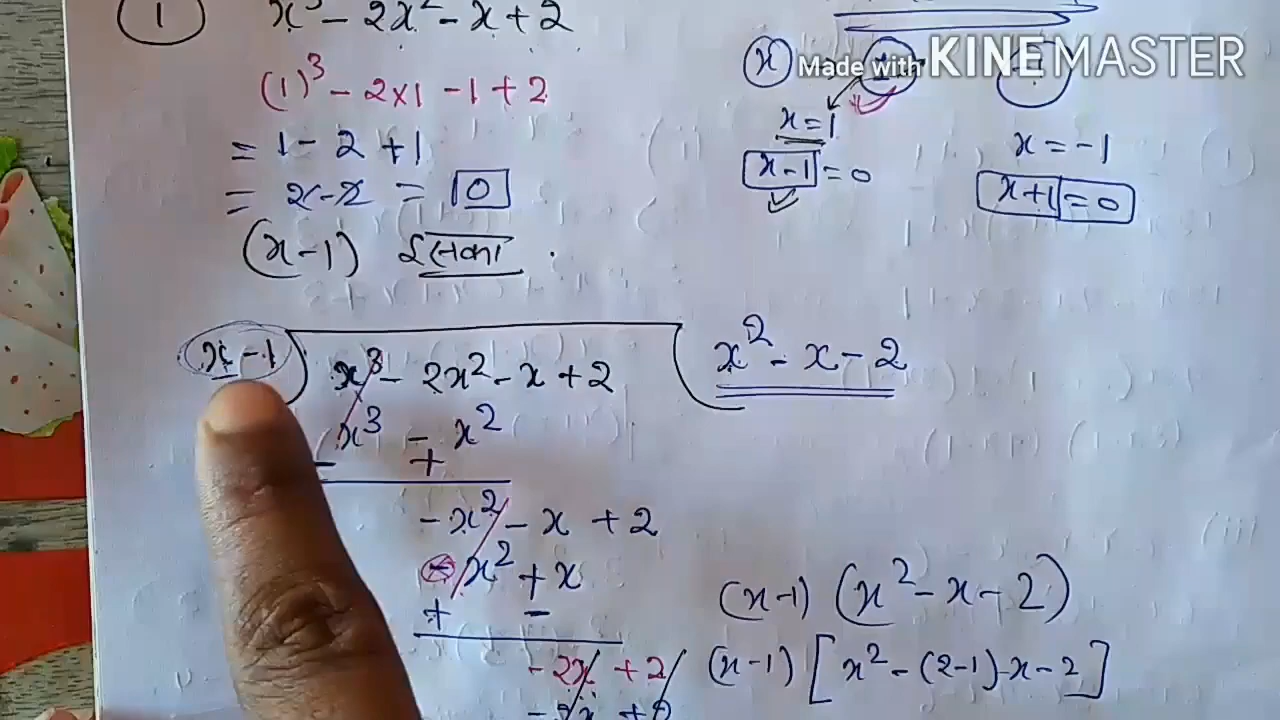 1 x³ - 2x² - x + 2
(1)³ - 2×1 - 1 + 2
= 1 - 2 + 1
= 2 - 2 = 0
(x-1)
x
Made with KINEMASTER
x = 1
x - 1 = 0
x = -1
x+1 = 0
x - 1 ) x³ - 2x² - x + 2 ( x² - x - 2
x³ - x²
- +
- x² - x + 2
- x² + x
+ -
- 2x + 2
- 2x + 2
(x-1) (x² - x - 2)
(x-1) [x² - (2-1)-x - 2]